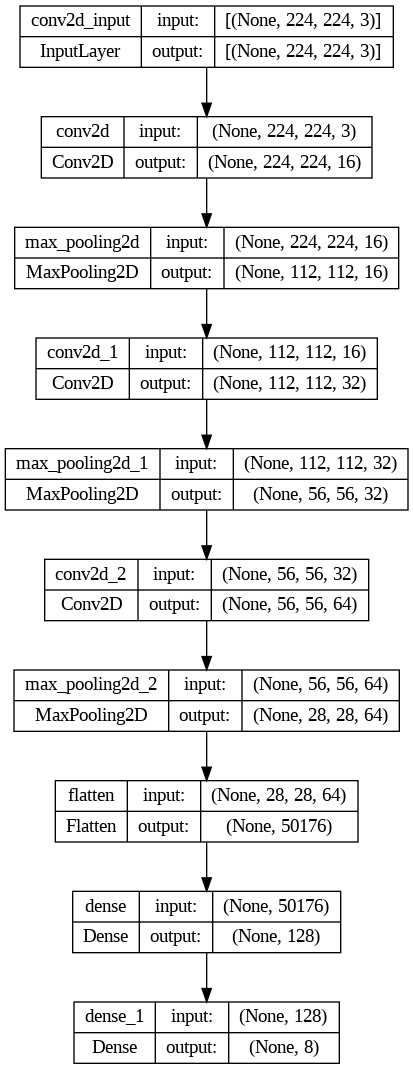 conv2d_input input: [(None, 224, 224, 3)]
InputLayer output: [(None, 224, 224, 3)]
conv2d input: (None, 224, 224, 3)
Conv2D output: (None, 224, 224, 16)
max_pooling2d input: (None, 224, 224, 16)
MaxPooling2D output: (None, 112, 112, 16)
conv2d_1 input: (None, 112, 112, 16)
Conv2D output: (None, 112, 112, 32)
max_pooling2d_1 input: (None, 112, 112, 32)
MaxPooling2D output: (None, 56, 56, 32)
conv2d_2 input: (None, 56, 56, 32)
Conv2D output: (None, 56, 56, 64)
max_pooling2d_2 input: (None, 56, 56, 64)
MaxPooling2D output: (None, 28, 28, 64)
flatten input: (None, 28, 28, 64)
Flatten output: (None, 50176)
dense input: (None, 50176)
Dense output: (None, 128)
dense_1 input: (None, 128)
Dense output: (None, 8)